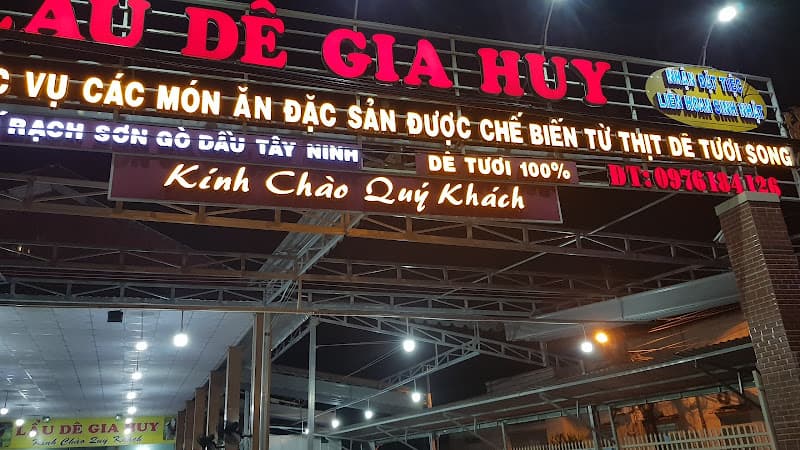 LẨU DÊ GIA HUY
NHẬN ĐẶT TIỆC
LIÊN HOAN SINH NHẬT
C VỤ CÁC MÓN ĂN ĐẶC SẢN ĐƯỢC CHẾ BIẾN TỪ THỊT DÊ TƯƠI SONG
RẠCH SƠN GÒ DẦU TÂY NINH
DÊ TƯƠI 100%
ĐT: 0976184126
Kính Chào Quý Khách
LẨU DÊ GIA HUY
Kính Chào Quý Khách